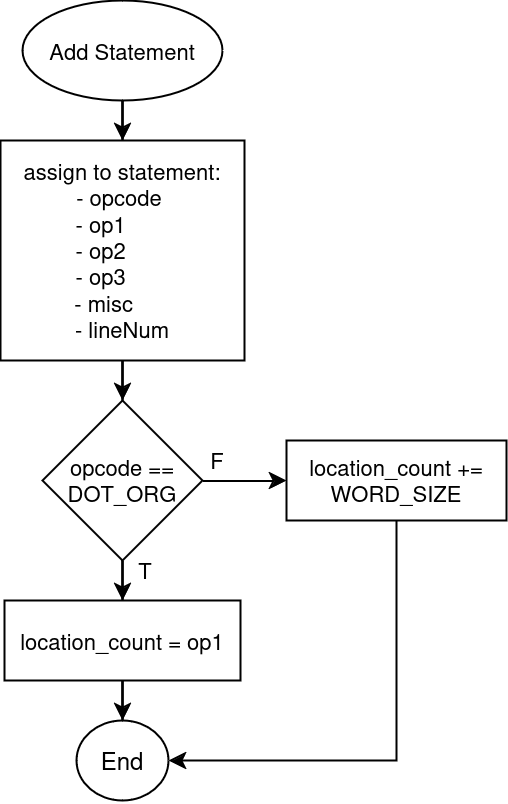 Add Statement
assign to statement:
- opcode
- op1
- op2
- op3
- misc
- lineNum
opcode ==
DOT_ORG
F
location_count +=
WORD_SIZE
T
location_count = op1
End